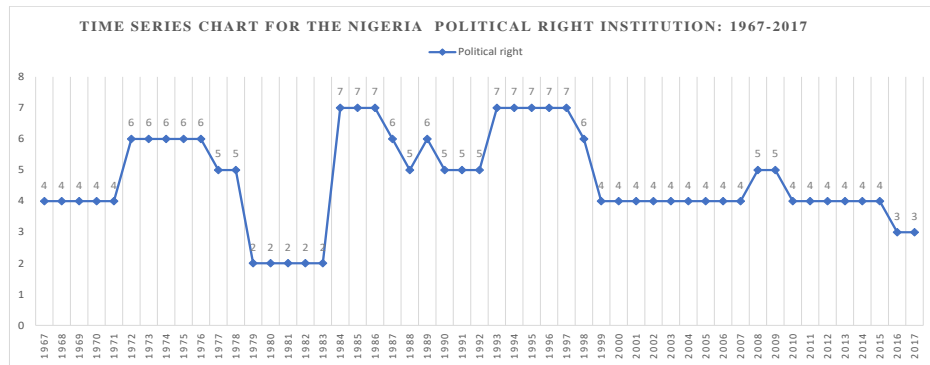 TIME SERIES CHART FOR THE NIGERIA POLITICAL RIGHT INSTITUTION: 1967-2017
Political right
8
7 7 7 7 7 7 7 7
7
6 6 6 6 6 6 6 6
6
5 5 5 5 5 5 5 5
5
4 4 4 4 4 4 4 4 4 4 4 4 4 4 4 4 4 4 4 4
4
3 3
3
2 2 2 2 2
2
1
0
1967 1968 1969 1970 1971 1972 1973 1974 1975 1976 1977 1978 1979 1980 1981 1982 1983 1984 1985 1986 1987 1988 1989 1990 1991 1992 1993 1994 1995 1996 1997 1998 1999 2000 2001 2002 2003 2004 2005 2006 2007 2008 2009 2010 2011 2012 2013 2014 2015 2016 2017